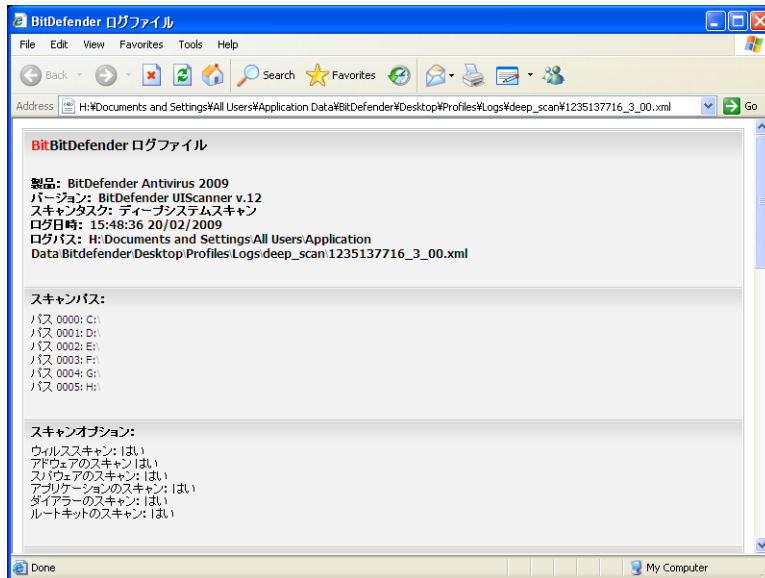 BitDefender ログファイル
File Edit View Favorites Tools Help
Back Search Favorites
Address H:¥Documents and Settings¥All Users¥Application Data¥BitDefender¥Desktop¥Profiles¥Logs¥deep_scan¥1235137716_3_00.xml Go
BitBitDefender ログファイル
製品: BitDefender Antivirus 2009
バージョン: BitDefender UIScanner v.12
スキャンタスク: ディープシステムスキャン
ログ日時: 15:48:36 20/02/2009
ログパス: H:\Documents and Settings\All Users\Application
Data\Bitdefender\Desktop\Profiles\Logs\deep_scan\1235137716_3_00.xml
スキャンパス:
パス 0000: C:\
パス 0001: D:\
パス 0002: E:\
パス 0003: F:\
パス 0004: G:\
パス 0005: H:\
スキャンオプション:
ウィルススキャン: はい
アドウェアのスキャン はい
スパウェアのスキャン: はい
アプリケーションのスキャン: はい
ダイアラーのスキャン: はい
ルートキットのスキャン: はい
Done My Computer